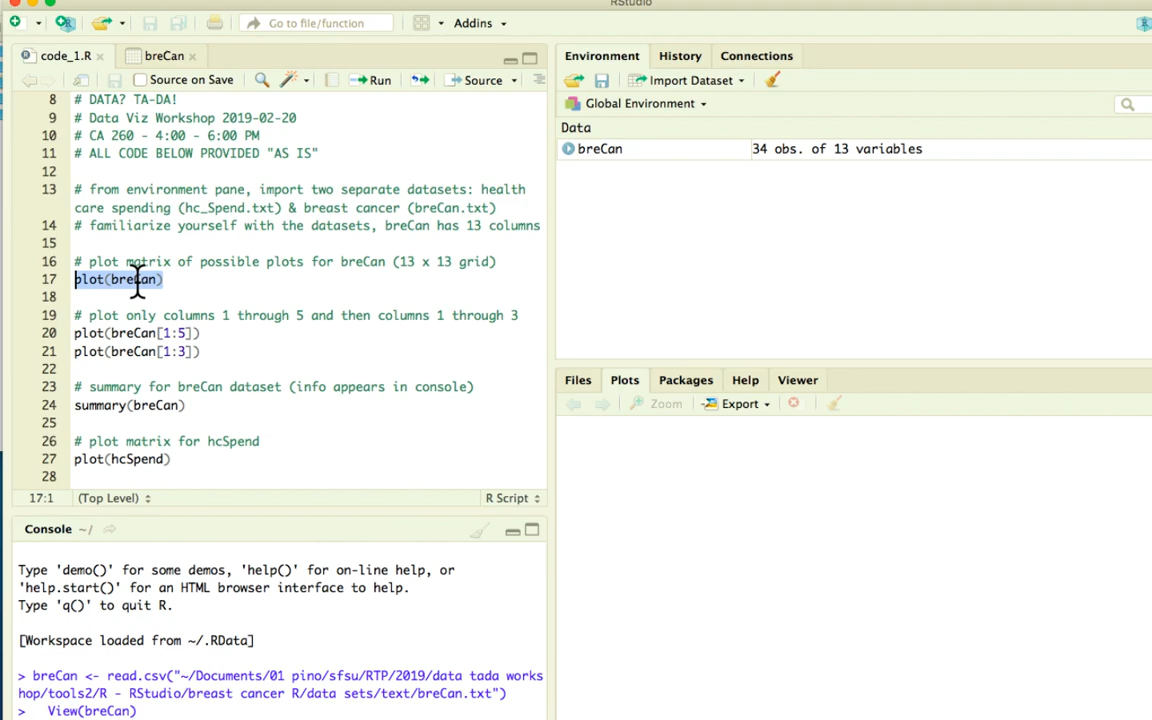 RStudio
Go to file/function
Addins
code_1.R
breCan
Source on Save
Run
Source
8 # DATA? TA-DA!
9 # Data Viz Workshop 2019-02-20
10 # CA 260 - 4:00 - 6:00 PM
11 # ALL CODE BELOW PROVIDED "AS IS"
12
13 # from environment pane, import two separate datasets: health
care spending (hc_Spend.txt) & breast cancer (breCan.txt)
14 # familiarize yourself with the datasets, breCan has 13 columns
15
16 # plot matrix of possible plots for breCan (13 x 13 grid)
17 plot(breCan)
18
19 # plot only columns 1 through 5 and then columns 1 through 3
20 plot(breCan[1:5])
21 plot(breCan[1:3])
22
23 # summary for breCan dataset (info appears in console)
24 summary(breCan)
25
26 # plot matrix for hcSpend
27 plot(hcSpend)
28
17:1 (Top Level) R Script
Console ~/
Type 'demo()' for some demos, 'help()' for on-line help, or
'help.start()' for an HTML browser interface to help.
Type 'q()' to quit R.
[Workspace loaded from ~/.RData]
> breCan <- read.csv("~/Documents/01 pino/sfsu/RTP/2019/data tada works
hop/tools2/R - RStudio/breast cancer R/data sets/text/breCan.txt")
> View(breCan)
Environment History Connections
Import Dataset
Global Environment
Data
breCan 34 obs. of 13 variables
Files Plots Packages Help Viewer
Zoom Export